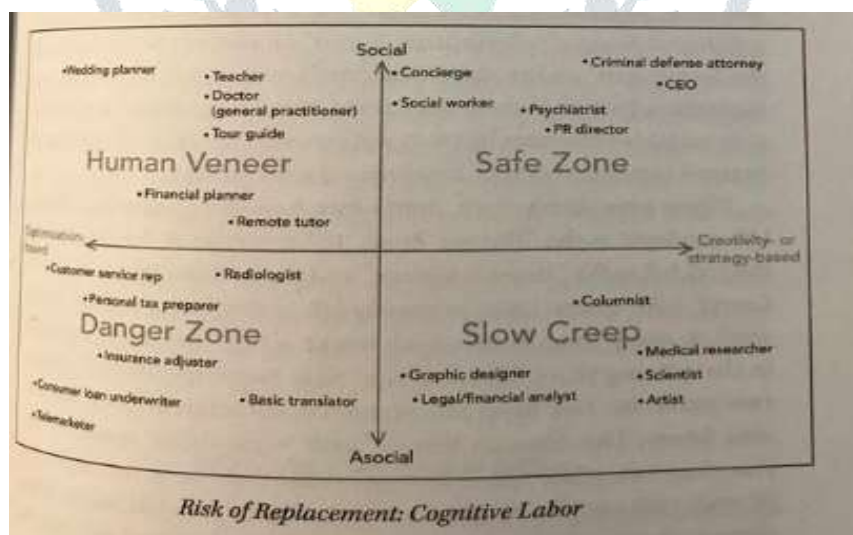 Social
•Wedding planner
•Teacher
•Doctor
(general practitioner)
•Tour guide
•Concierge
•Social worker
•Criminal defense attorney
•CEO
•Psychiatrist
•PR director
Human Veneer
Safe Zone
•Financial planner
•Remote tutor
Optimization-
based
Creativity- or
strategy-based
•Customer service rep
•Radiologist
•Personal tax preparer
•Columnist
Danger Zone
Slow Creep
•Insurance adjuster
•Medical researcher
•Graphic designer
•Scientist
•Consumer loan underwriter
•Basic translator
•Legal/financial analyst
•Artist
•Telemarketer
Asocial
Risk of Replacement: Cognitive Labor